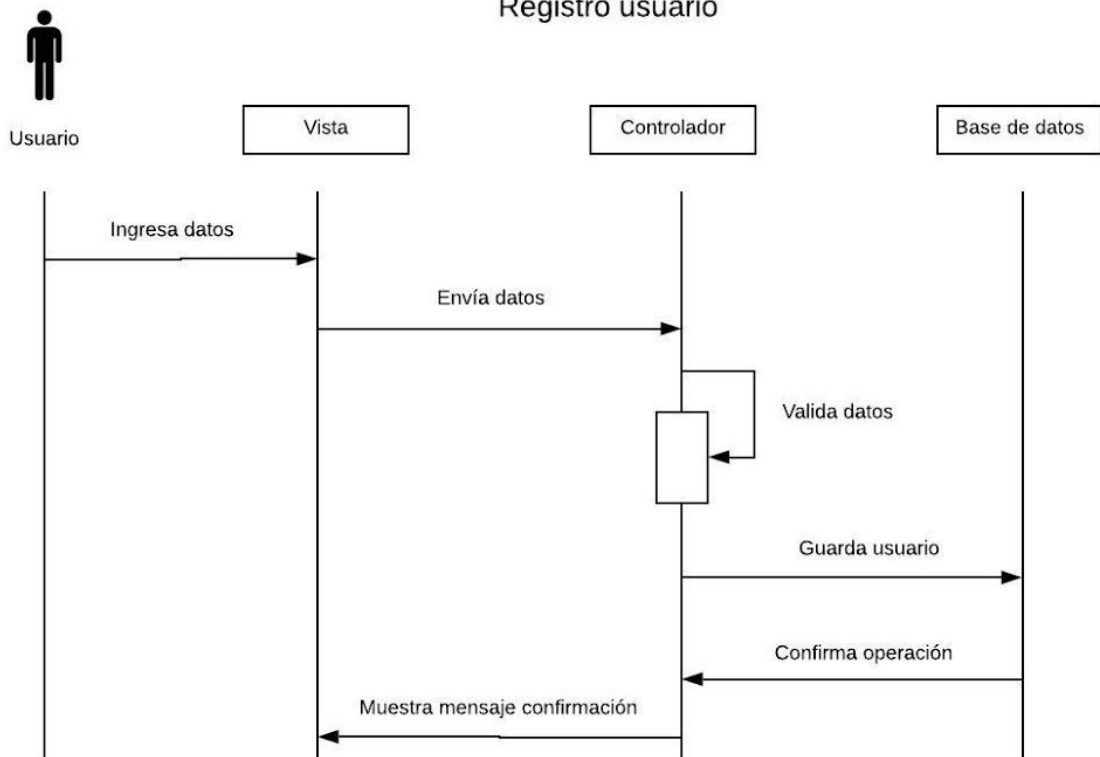 Registro usuario
Usuario
Vista
Controlador
Base de datos
Ingresa datos
Envía datos
Valida datos
Guarda usuario
Confirma operación
Muestra mensaje confirmación